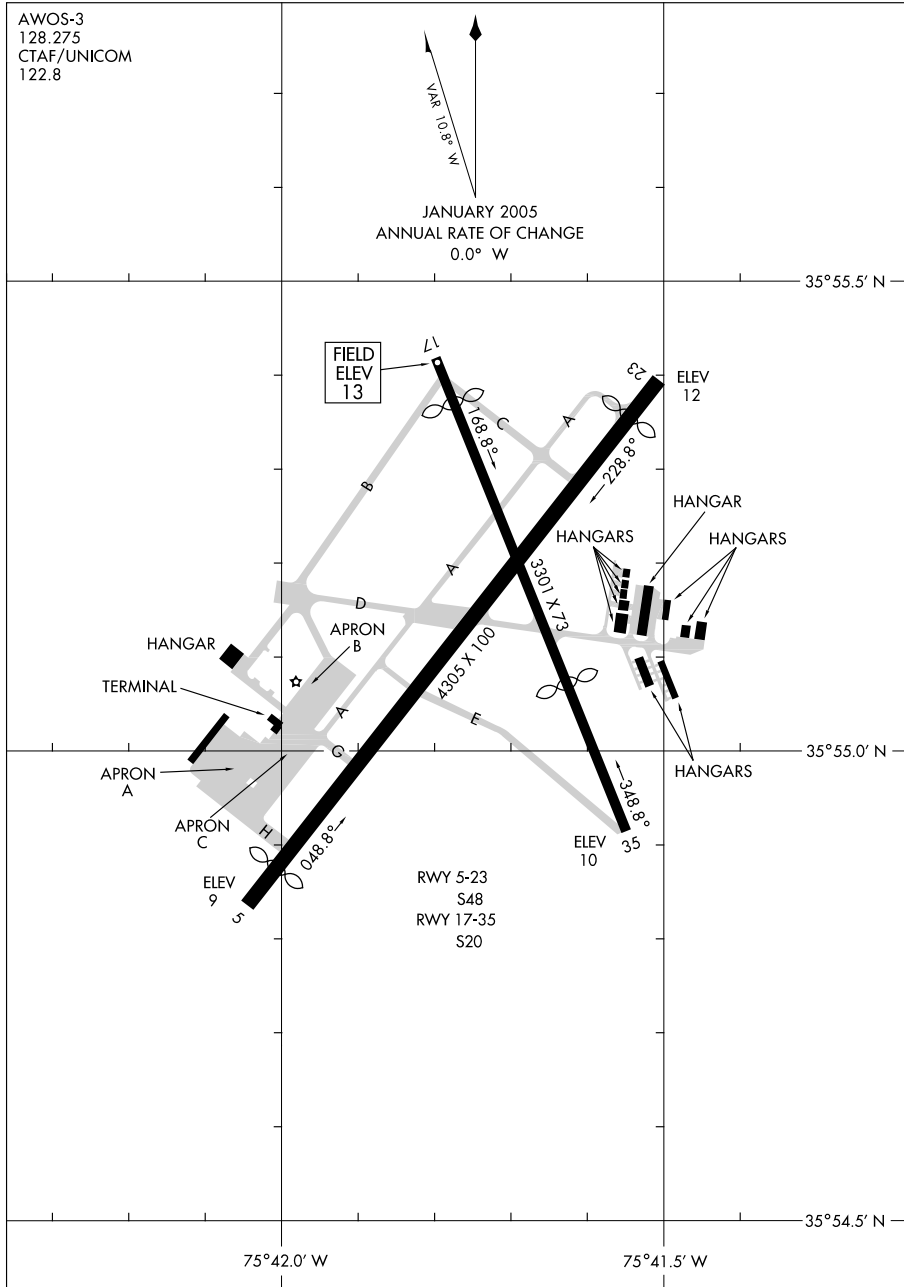 AWOS-3
128.275
CTAF/UNICOM
122.8
VAR 10.8° W
JANUARY 2005
ANNUAL RATE OF CHANGE
0.0° W
35°55.5' N
FIELD
ELEV
13
17
23
ELEV
12
A
C
168.8°
228.8°
B
HANGAR
HANGARS
HANGARS
A
3301 X 73
D
APRON
B
HANGAR
4305 X 100
TERMINAL
A
E
G
35°55.0' N
APRON
A
HANGARS
348.8°
APRON
C
H
048.8°
ELEV
10
35
ELEV
9
5
RWY 5-23
S48
RWY 17-35
S20
35°54.5' N
75°42.0' W
75°41.5' W